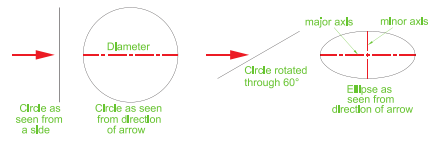 Diameter
Circle as
seen from
a side
Circle as seen
from direction
of arrow
major axis
minor axis
Circle rotated
through 60°
Ellipse as
seen from
direction of arrow